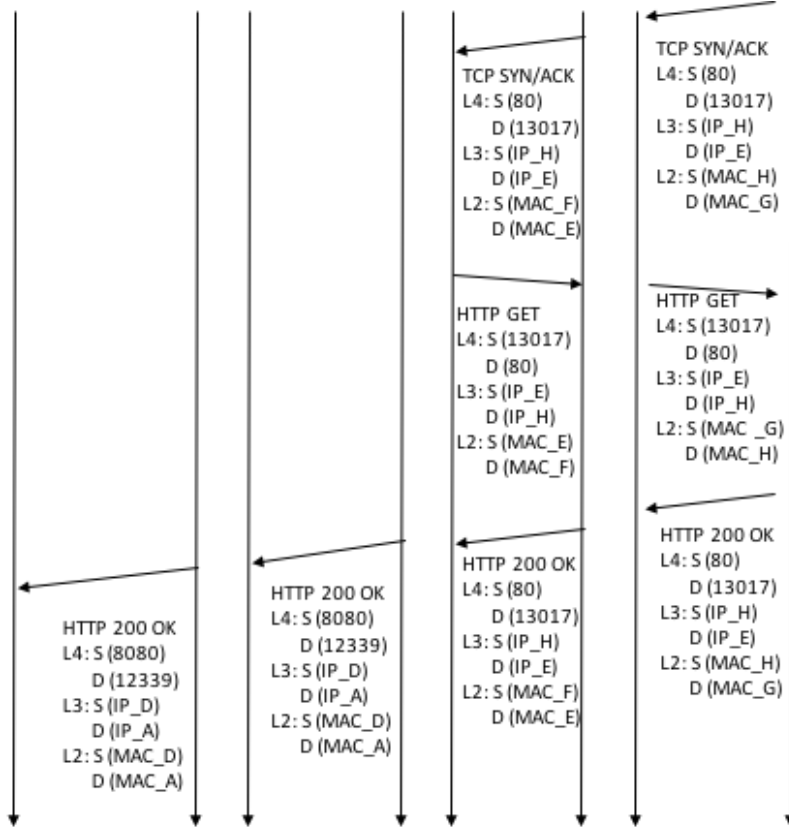 TCP SYN/ACK
L4: S (80)
D (13017)
L3: S (IP_H)
D (IP_E)
L2: S (MAC_F)
D (MAC_E)
TCP SYN/ACK
L4: S (80)
D (13017)
L3: S (IP_H)
D (IP_E)
L2: S (MAC_H)
D (MAC_G)
HTTP GET
L4: S (13017)
D (80)
L3: S (IP_E)
D (IP_H)
L2: S (MAC_E)
D (MAC_F)
HTTP GET
L4: S (13017)
D (80)
L3: S (IP_E)
D (IP_H)
L2: S (MAC _G)
D (MAC_H)
HTTP 200 OK
L4: S (8080)
D (12339)
L3: S (IP_D)
D (IP_A)
L2: S (MAC_D)
D (MAC_A)
HTTP 200 OK
L4: S (8080)
D (12339)
L3: S (IP_D)
D (IP_A)
L2: S (MAC_D)
D (MAC_A)
HTTP 200 OK
L4: S (80)
D (13017)
L3: S (IP_H)
D (IP_E)
L2: S (MAC_F)
D (MAC_E)
HTTP 200 OK
L4: S (80)
D (13017)
L3: S (IP_H)
D (IP_E)
L2: S (MAC_H)
D (MAC_G)